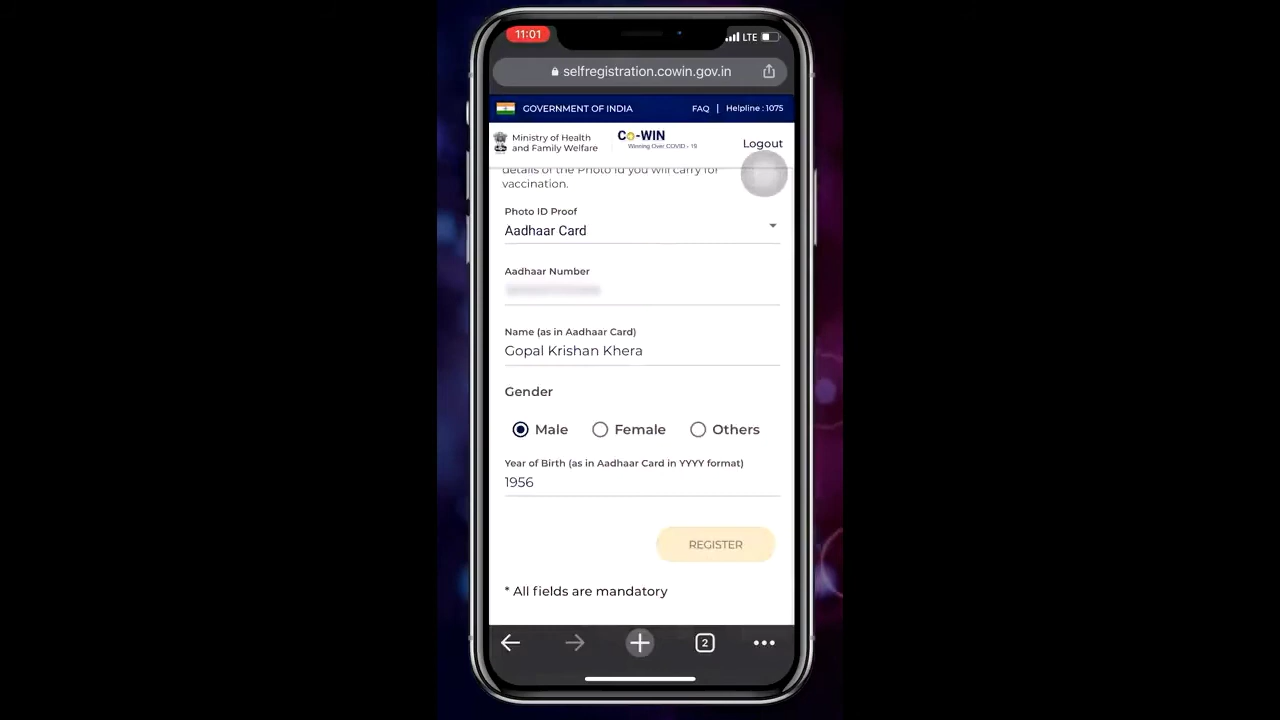 11:01
LTE
selfregistration.cowin.gov.in
GOVERNMENT OF INDIA
FAQ | Helpline : 1075
Ministry of Health
and Family Welfare
Co-WIN
Winning Over COVID - 19
Logout
details of the Photo id you will carry for
vaccination.
Photo ID Proof
Aadhaar Card
Aadhaar Number
Name (as in Aadhaar Card)
Gopal Krishan Khera
Gender
Male
Female
Others
Year of Birth (as in Aadhaar Card in YYYY format)
1956
REGISTER
* All fields are mandatory
2